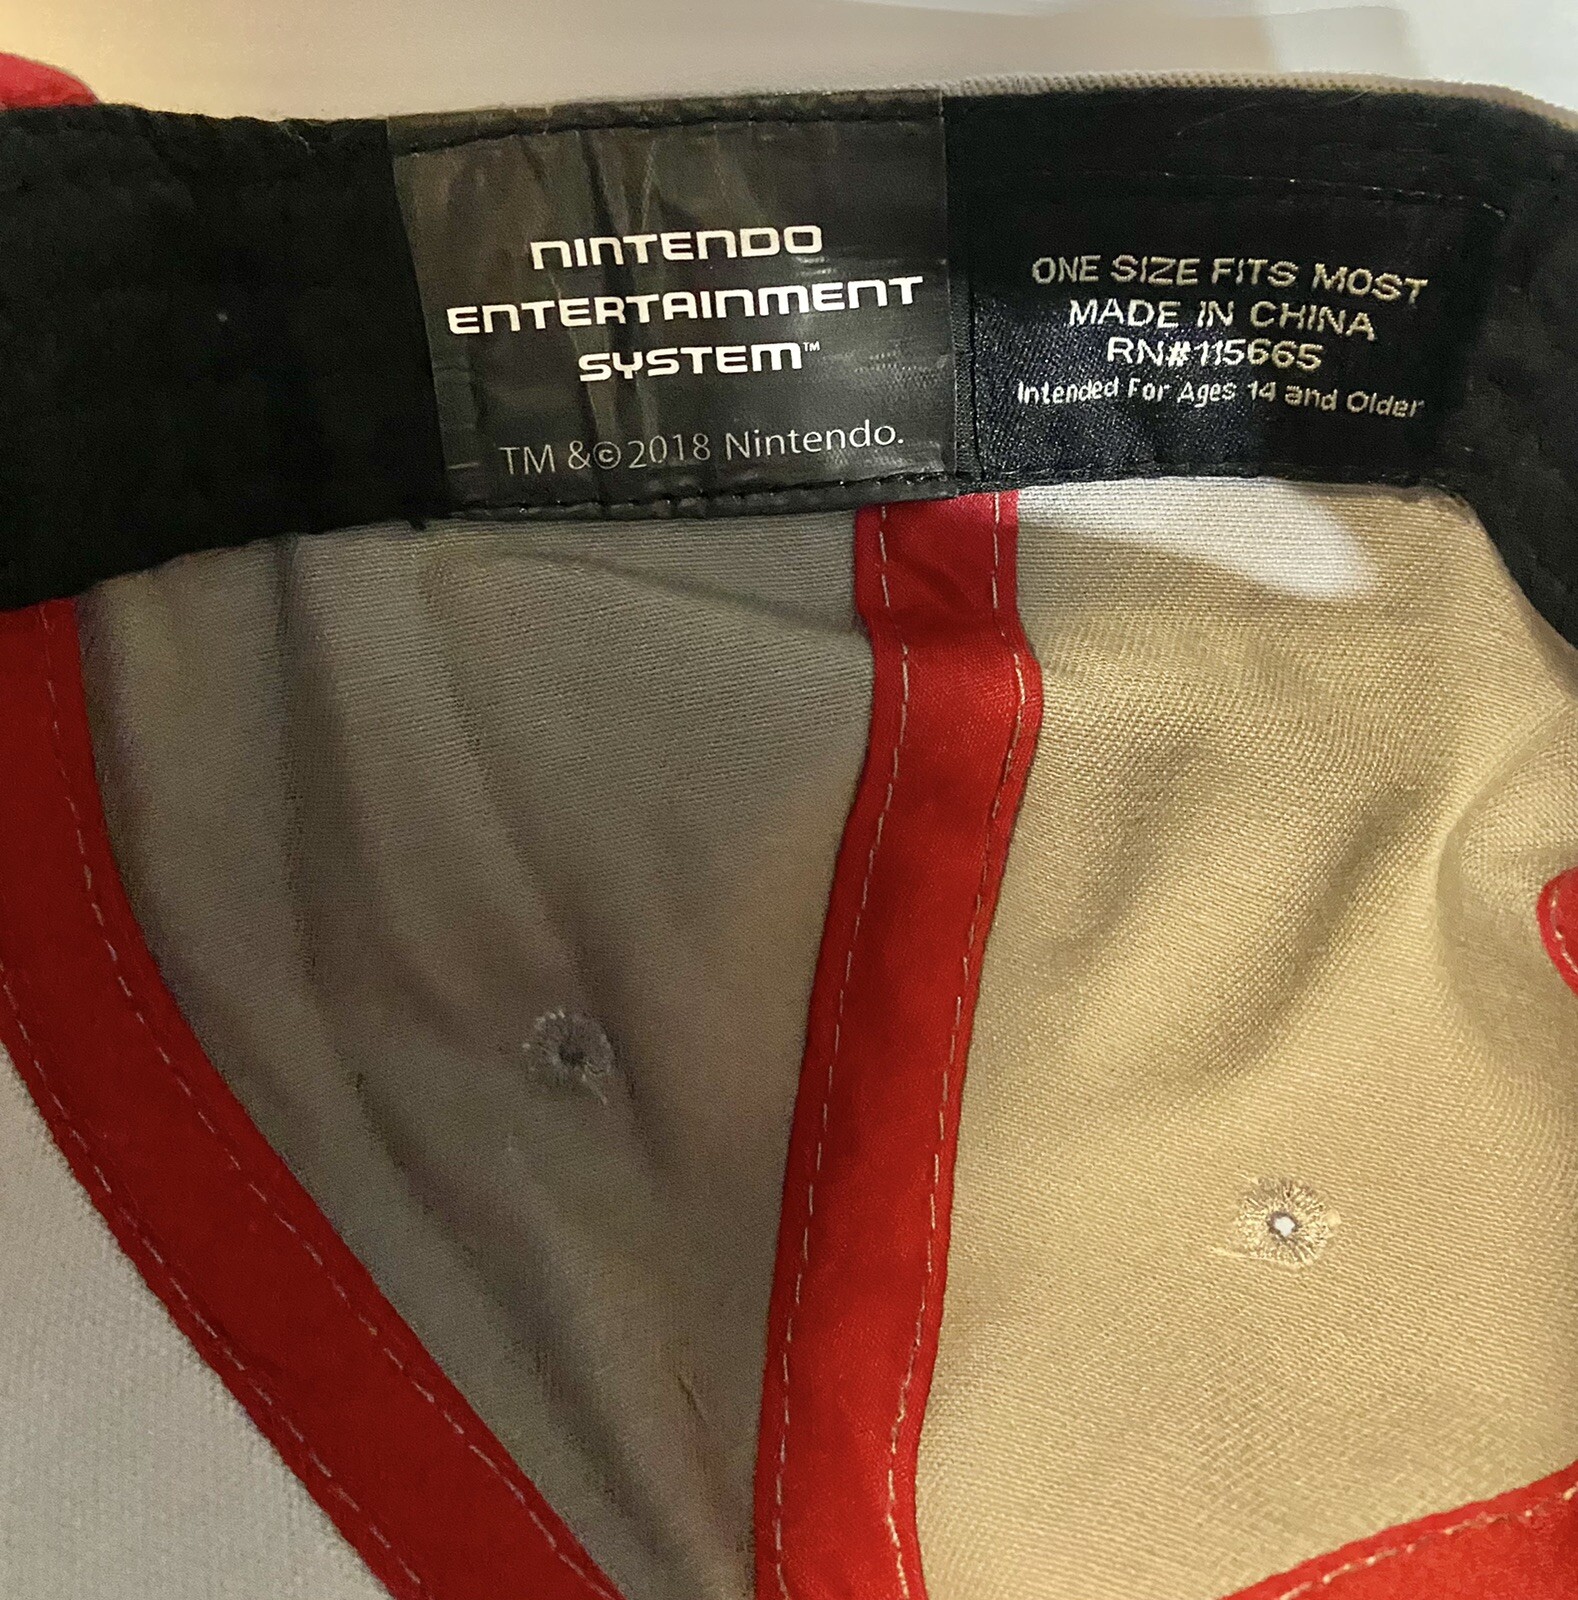 NINTENDO
ENTERTAINMENT
SYSTEM™
TM &©2018 Nintendo.
ONE SIZE FITS MOST
MADE IN CHINA
RN#115665
Intended For Ages 14 and Older